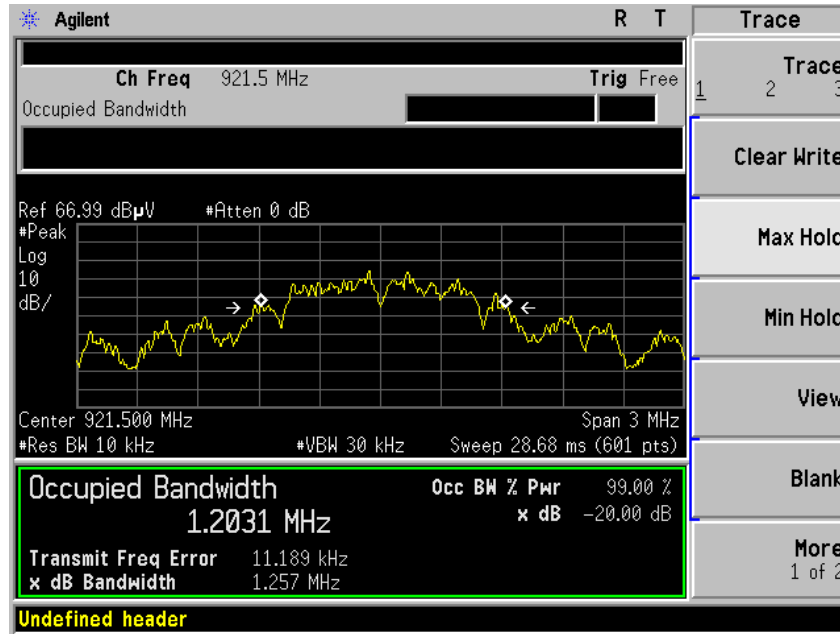 Agilent R T Trace
Ch Freq 921.5 MHz Trig Free
Occupied Bandwidth
Trace
1 2 3
Clear Write
Max Hold
Min Hold
View
Blank
More
1 of 2
Ref 66.99 dBµV #Atten 0 dB
#Peak
Log
10
dB/
Center 921.500 MHz Span 3 MHz
#Res BW 10 kHz #VBW 30 kHz Sweep 28.68 ms (601 pts)
Occupied Bandwidth Occ BW % Pwr 99.00 %
1.2031 MHz x dB -20.00 dB
Transmit Freq Error 11.189 kHz
x dB Bandwidth 1.257 MHz
Undefined header